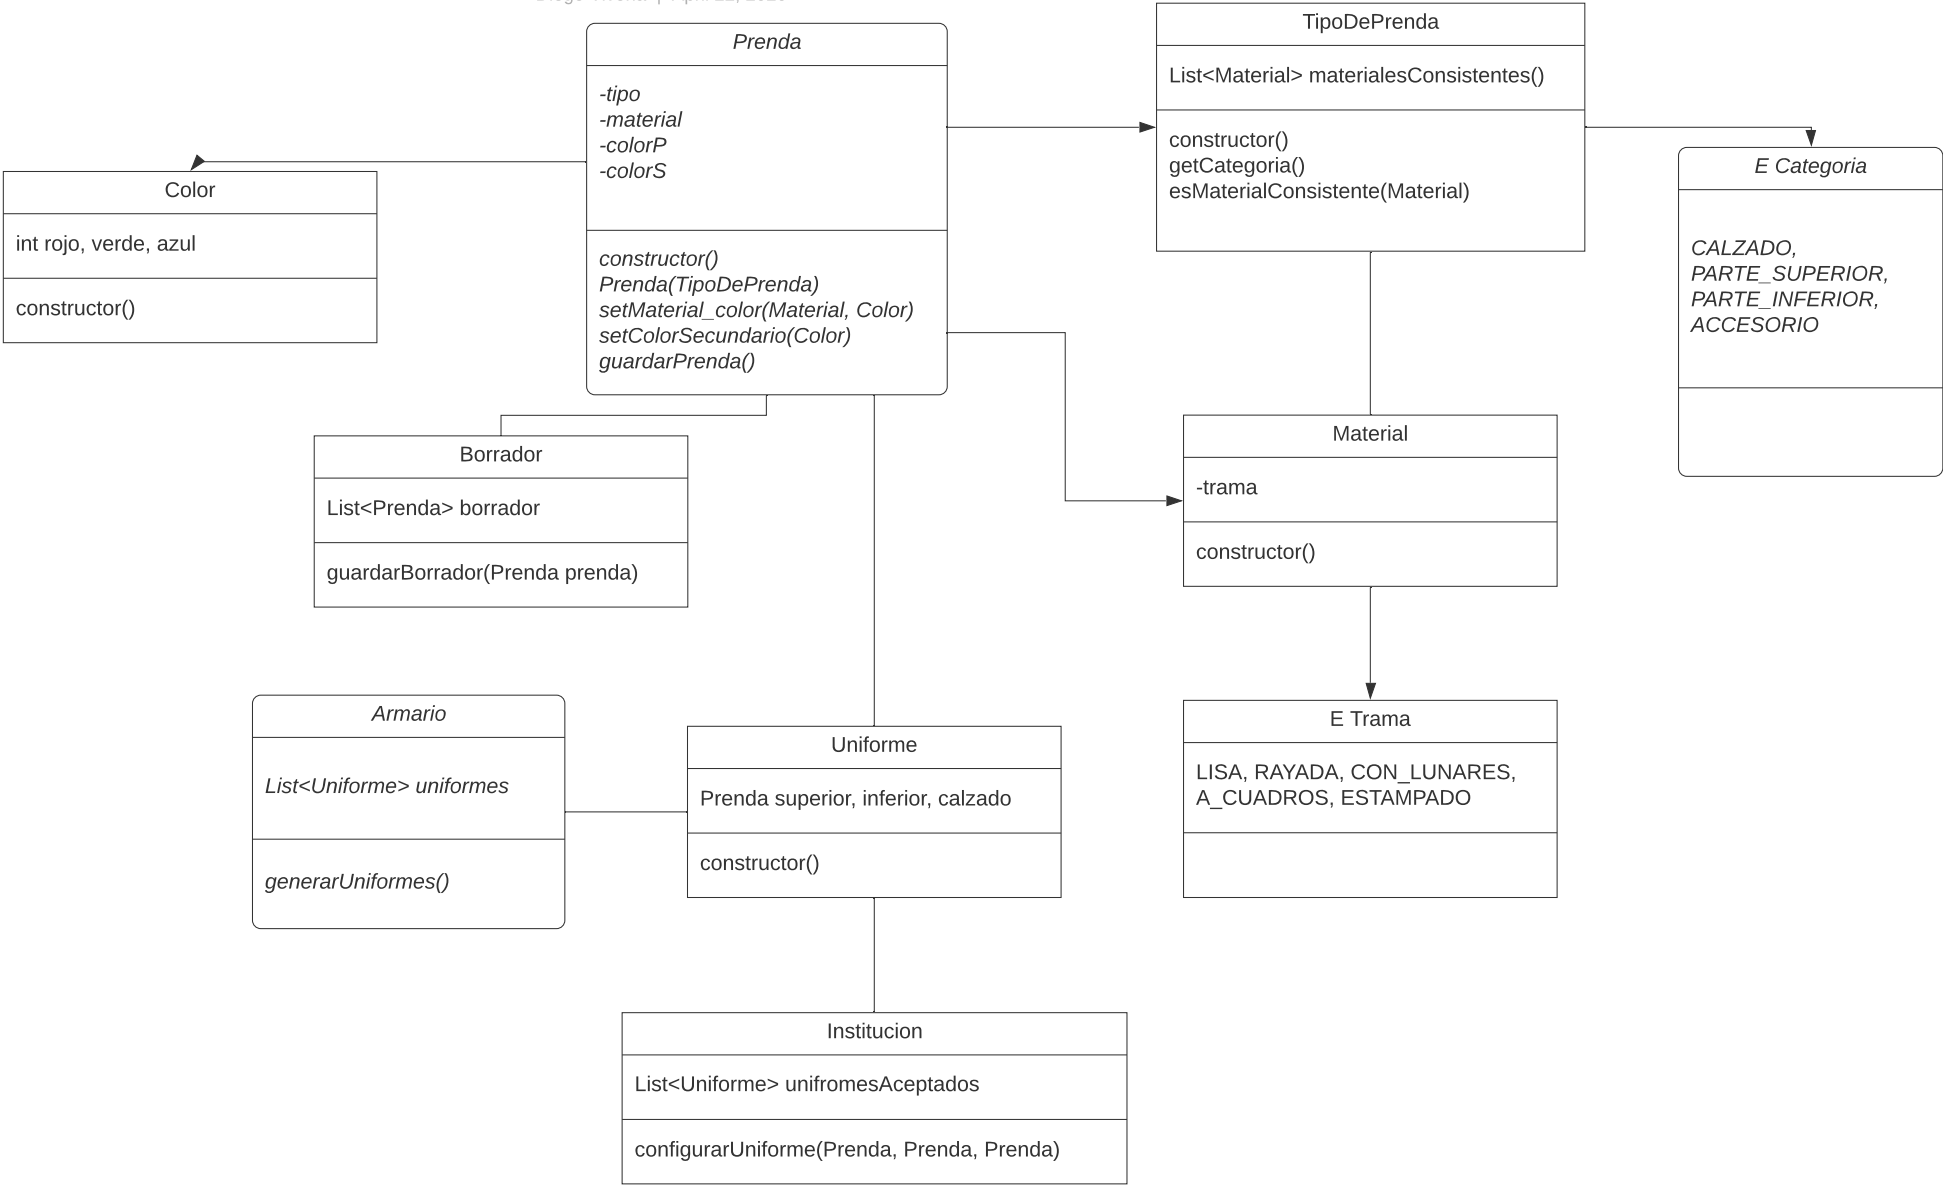 Prenda
-tipo
-material
-colorP
-colorS
constructor()
Prenda(TipoDePrenda)
setMaterial_color(Material, Color)
setColorSecundario(Color)
guardarPrenda()
TipoDePrenda
List<Material> materialesConsistentes()
constructor()
getCategoria()
esMaterialConsistente(Material)
E Categoria
CALZADO,
PARTE_SUPERIOR,
PARTE_INFERIOR,
ACCESORIO
Color
int rojo, verde, azul
constructor()
Borrador
List<Prenda> borrador
guardarBorrador(Prenda prenda)
Material
-trama
constructor()
Armario
List<Uniforme> uniformes
generarUniformes()
Uniforme
Prenda superior, inferior, calzado
constructor()
E Trama
LISA, RAYADA, CON_LUNARES,
A_CUADROS, ESTAMPADO
Institucion
List<Uniforme> unifromesAceptados
configurarUniforme(Prenda, Prenda, Prenda)